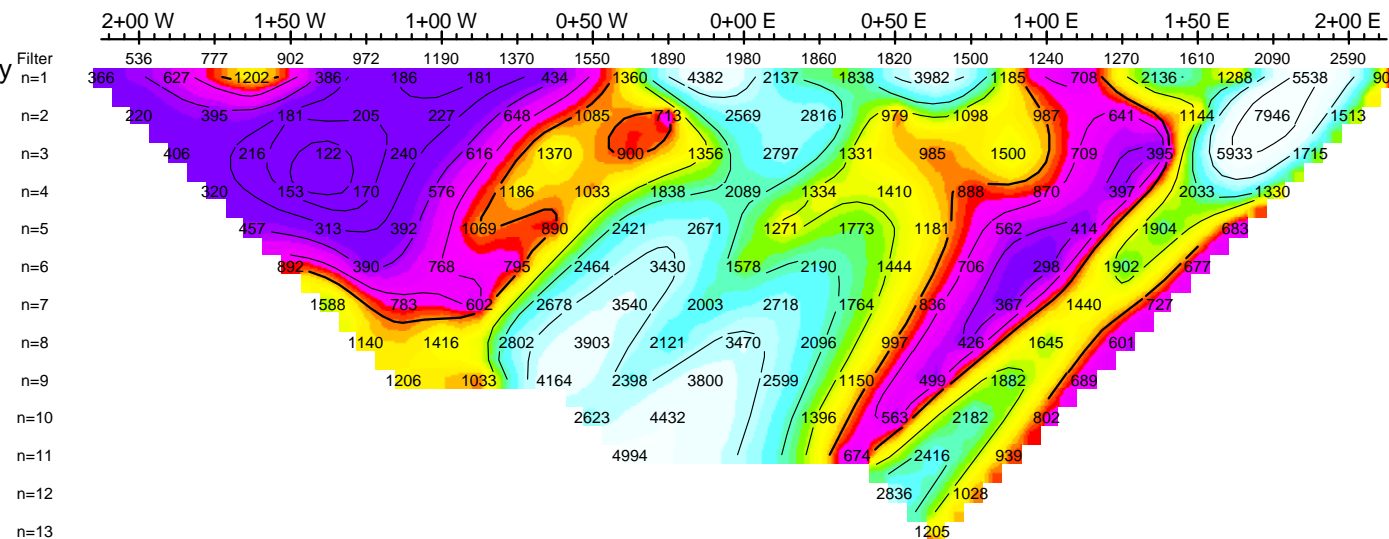 2+00 W 1+50 W 1+00 W 0+50 W 0+00 E 0+50 E 1+00 E 1+50 E 2+00 E
Filter 536 777 902 972 1190 1370 1550 1890 1980 1860 1820 1500 1240 1270 1610 2090 2590
y
n=1 366 627 1202 386 186 181 434 1360 4382 2137 1838 3982 1185 708 2136 1288 5538 90
n=2 220 395 181 205 227 648 1085 713 2569 2816 979 1098 987 641 1144 7946 1513
n=3 406 216 122 240 616 1370 900 1356 2797 1331 985 1500 709 395 5933 1715
n=4 320 153 170 576 1186 1033 1838 2089 1334 1410 888 870 397 2033 1330
n=5 457 313 392 1069 890 2421 2671 1271 1773 1181 562 414 1904 683
n=6 892 390 768 795 2464 3430 1578 2190 1444 706 298 1902 677
n=7 1588 783 602 2678 3540 2003 2718 1764 836 367 1440 727
n=8 1140 1416 2802 3903 2121 3470 2096 997 426 1645 601
n=9 1206 1033 4164 2398 3800 2599 1150 499 1882 689
n=10 2623 4432 1396 563 2182 802
n=11 4994 674 2416 939
n=12 2836 1028
n=13 1205